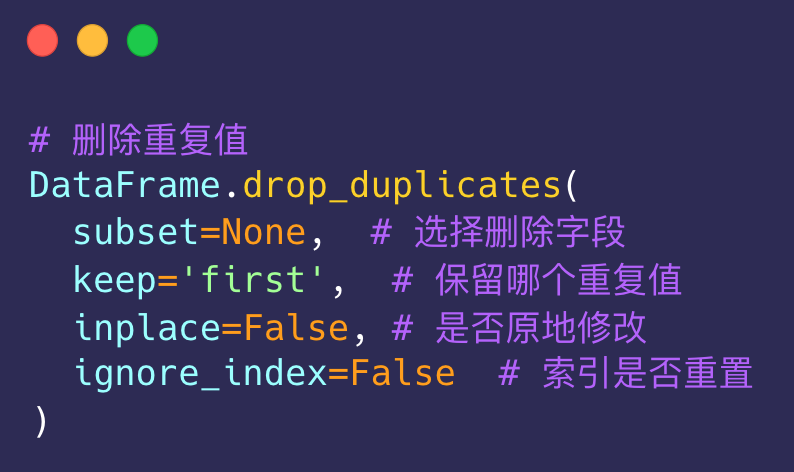 # 删除重复值
DataFrame.drop_duplicates(
  subset=None,  # 选择删除字段
  keep='first',  # 保留哪个重复值
  inplace=False, # 是否原地修改
  ignore_index=False  # 索引是否重置
)